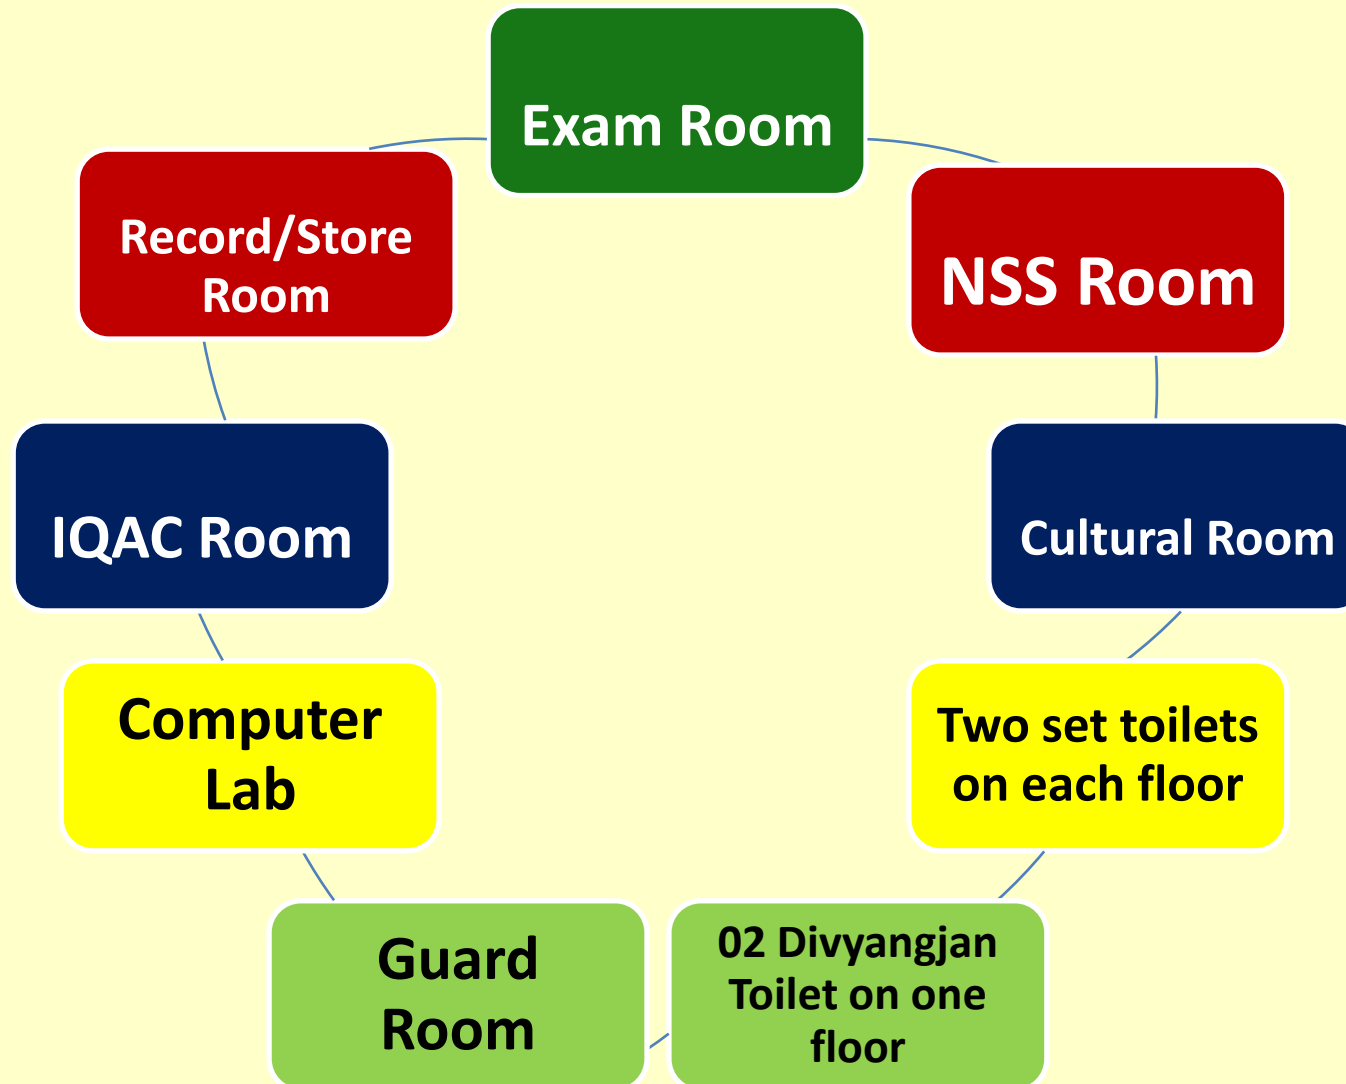 Exam Room
Record/Store
Room
NSS Room
IQAC Room
Cultural Room
Computer
Lab
Two set toilets
on each floor
Guard
Room
02 Divyangjan
Toilet on one
floor